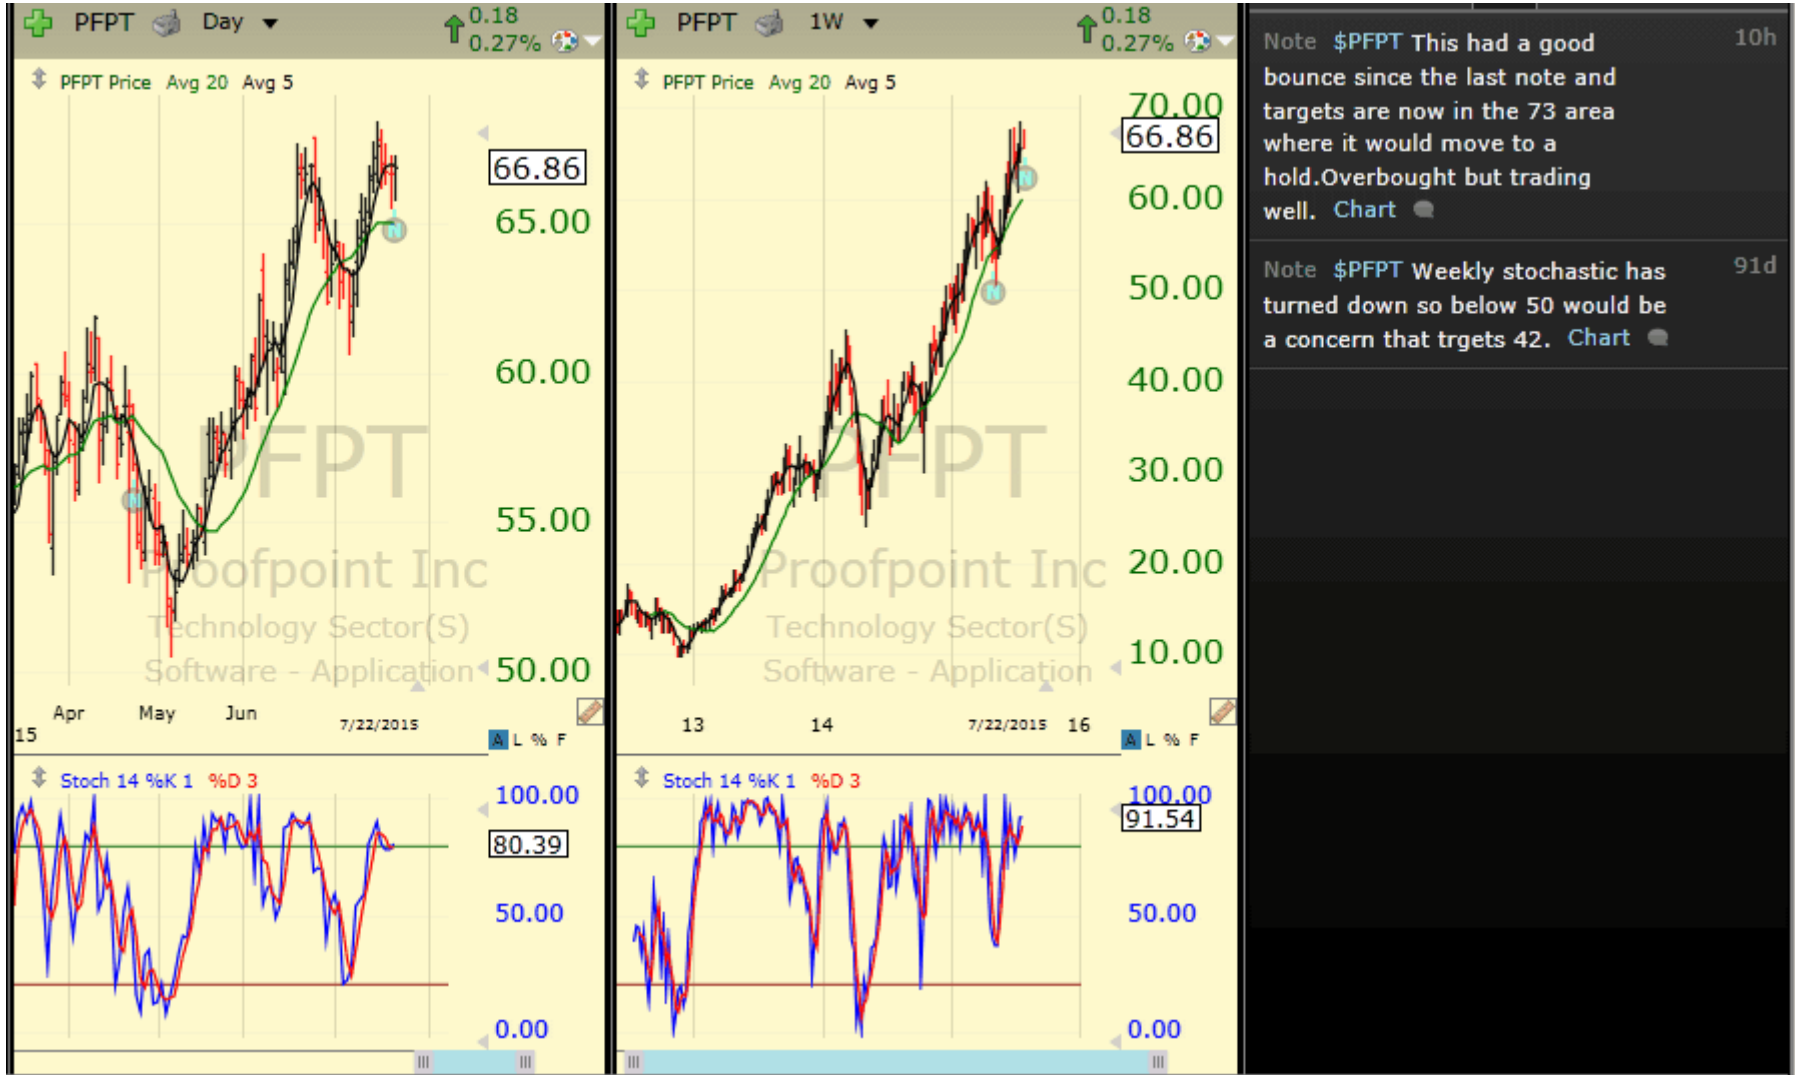 PFPT Day
0.18
0.27%
PFPT Price Avg 20 Avg 5
66.86
65.00
60.00
55.00
50.00
PFPT
Proofpoint Inc
Technology Sector(S)
Software - Application
N
N
Apr May Jun
15
7/22/2015
A L % F
Stoch 14 %K 1 %D 3
100.00
80.39
50.00
0.00
PFPT 1W
0.18
0.27%
PFPT Price Avg 20 Avg 5
70.00
66.86
60.00
50.00
40.00
30.00
20.00
10.00
PFPT
Proofpoint Inc
Technology Sector(S)
Software - Application
N
N
13 14 7/22/2015 16
A L % F
Stoch 14 %K 1 %D 3
100.00
91.54
50.00
0.00
Note $PFPT This had a good 10h
bounce since the last note and
targets are now in the 73 area
where it would move to a
hold.Overbought but trading
well. Chart
Note $PFPT Weekly stochastic has 91d
turned down so below 50 would be
a concern that trgets 42. Chart